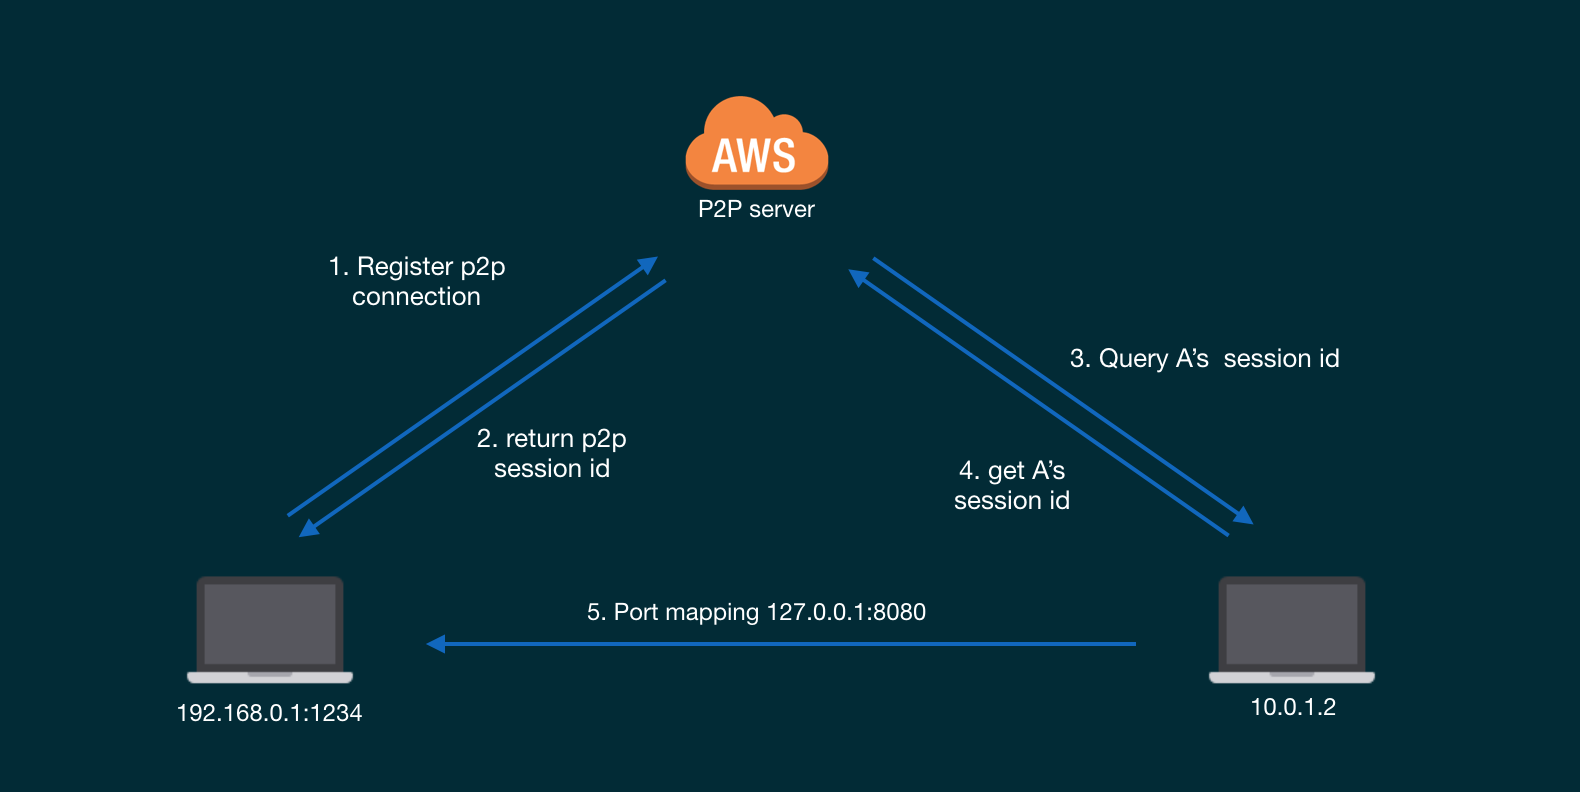 AWS
P2P server
1. Register p2p
connection
3. Query A’s  session id
2. return p2p
session id
4. get A’s
session id
5. Port mapping 127.0.0.1:8080
192.168.0.1:1234
10.0.1.2